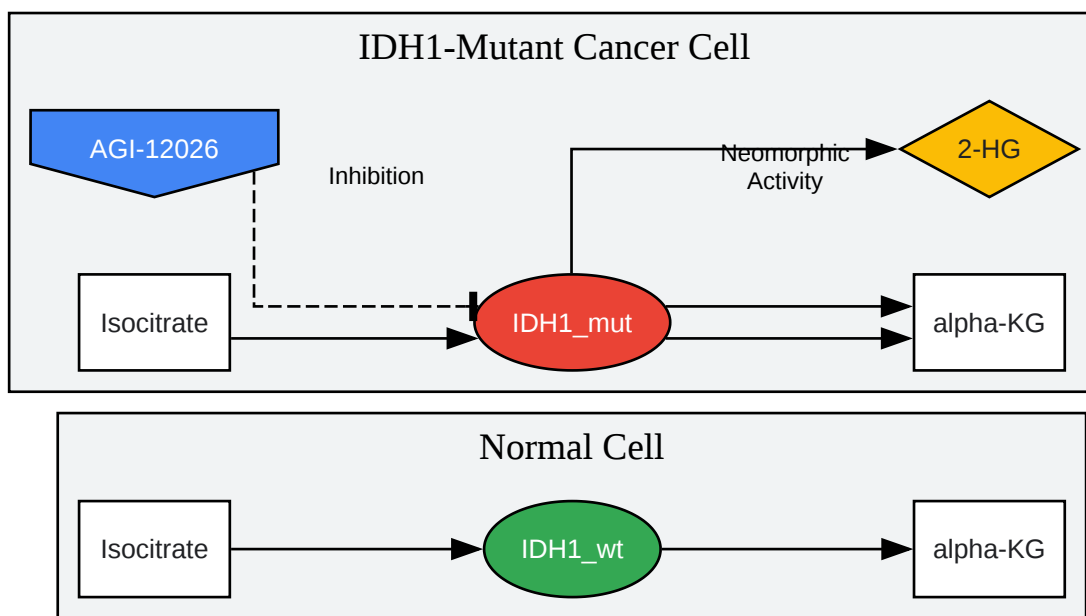 IDH1-Mutant Cancer Cell
AGI-12026
Inhibition
Neomorphic
Activity
2-HG
Isocitrate
IDH1_mut
alpha-KG
Normal Cell
Isocitrate
IDH1_wt
alpha-KG